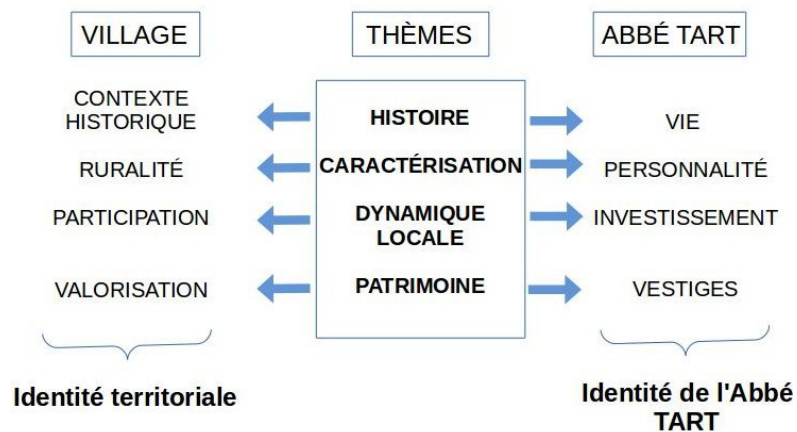 VILLAGE
THÈMES
ABBÉ TART
CONTEXTE
HISTORIQUE
HISTOIRE
VIE
RURALITÉ
CARACTÉRISATION
PERSONNALITÉ
PARTICIPATION
DYNAMIQUE
LOCALE
INVESTISSEMENT
VALORISATION
PATRIMOINE
VESTIGES
Identité territoriale
Identité de l'Abbé
TART